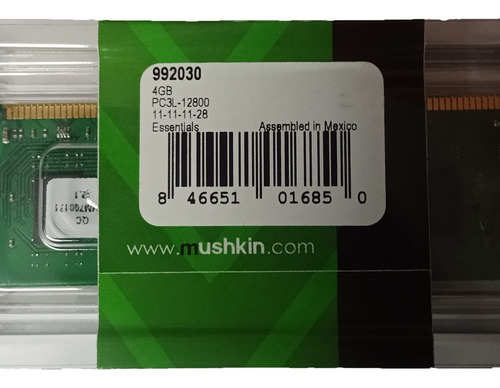 992030
4GB
PC3L-12800
11-11-11-28
Essentials Assembled in Mexico
8 46651 01685 0
www.mushkin.com
QC